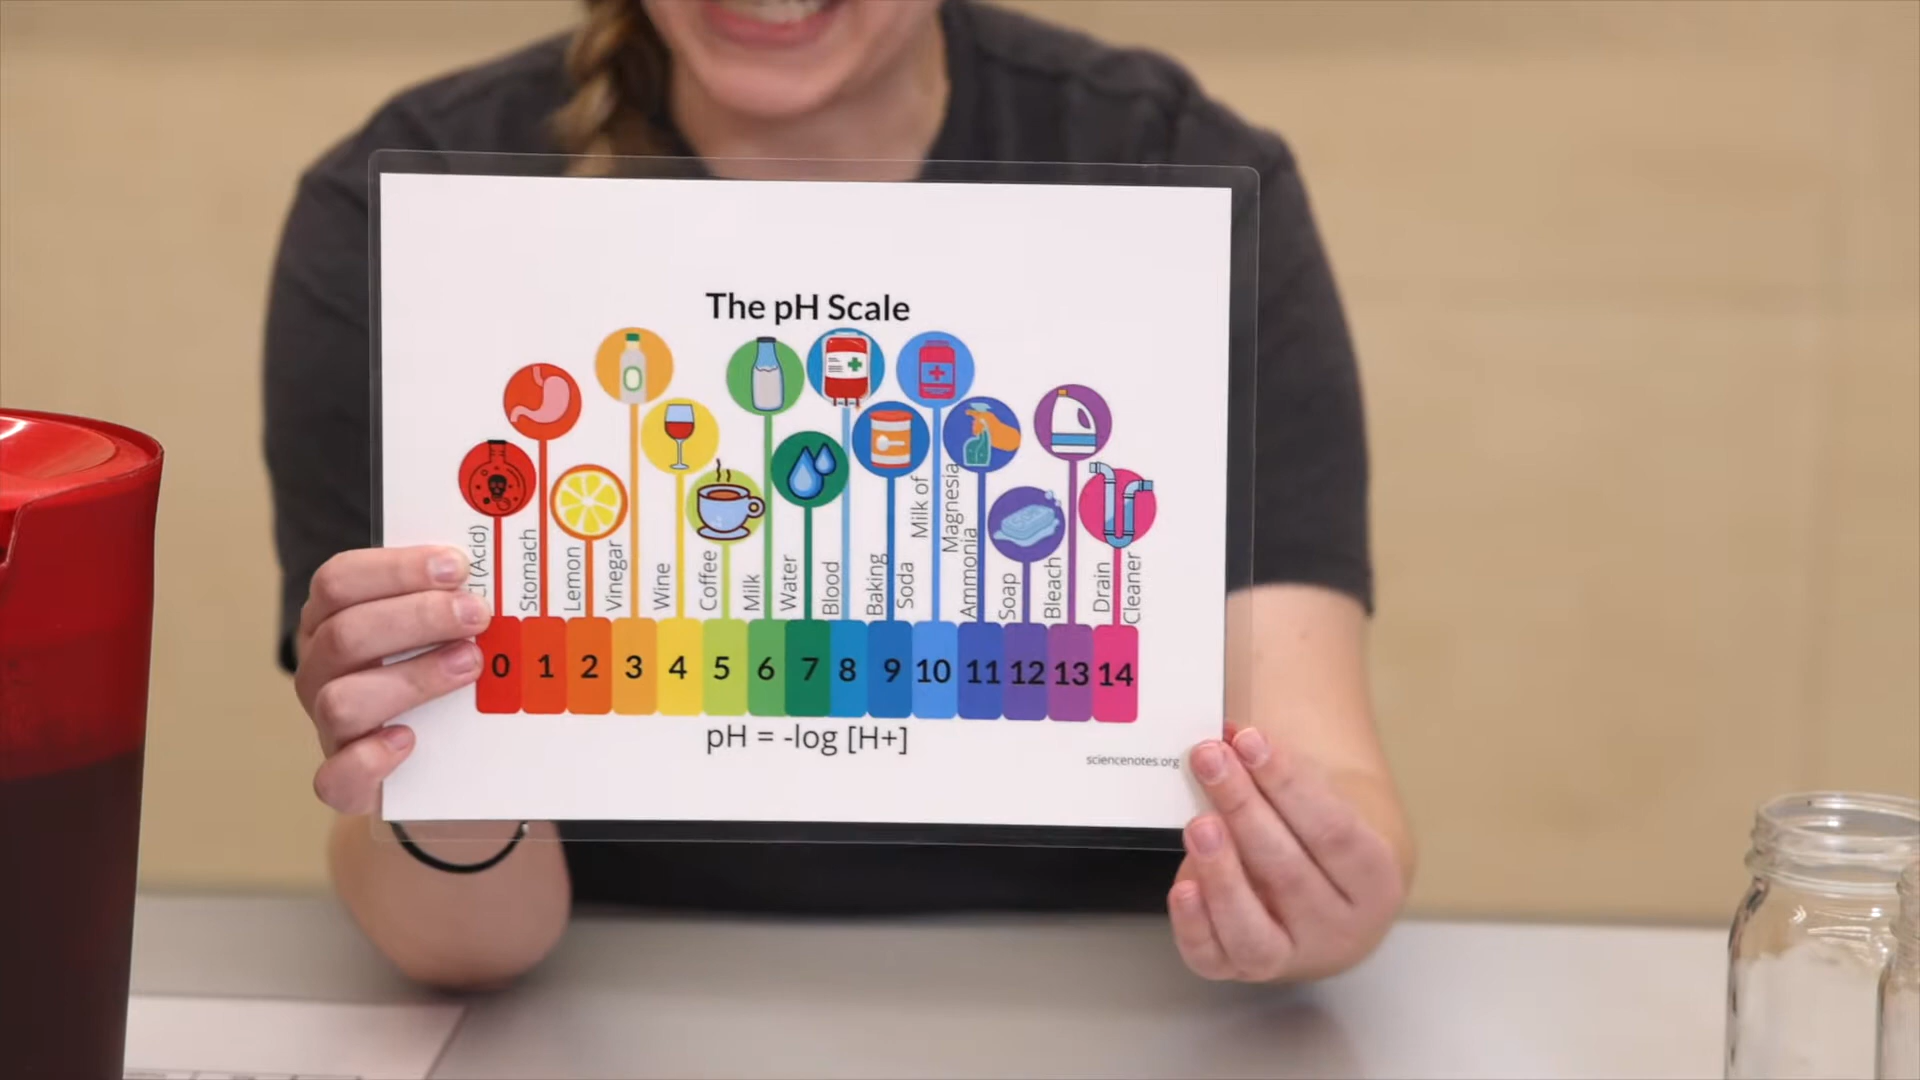 The pH Scale
Cl (Acid)
Stomach
Lemon
Vinegar
Wine
Coffee
Milk
Water
Blood
Baking
Soda
Milk of
Magnesia
Ammonia
Soap
Bleach
Drain
Cleaner
0 1 2 3 4 5 6 7 8 9 10 11 12 13 14
pH = -log [H+]
sciencenotes.org